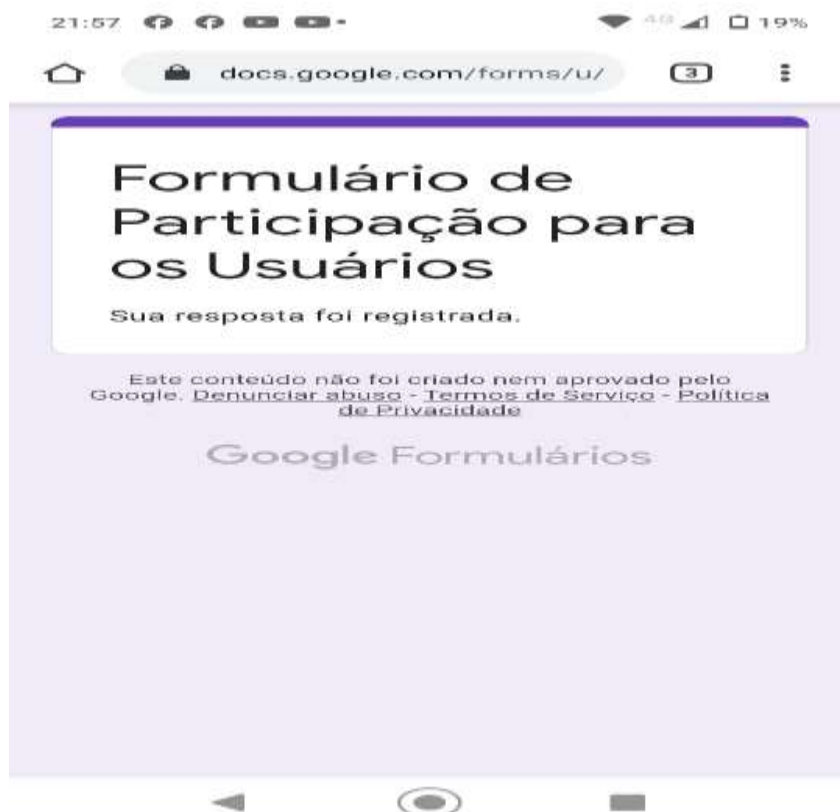 21:57 4G 19%
docs.google.com/forms/u/ 3
Formulário de
Participação para
os Usuários
Sua resposta foi registrada.
Este conteúdo não foi criado nem aprovado pelo
Google. Denunciar abuso - Termos de Serviço - Política
de Privacidade
Google Formulários